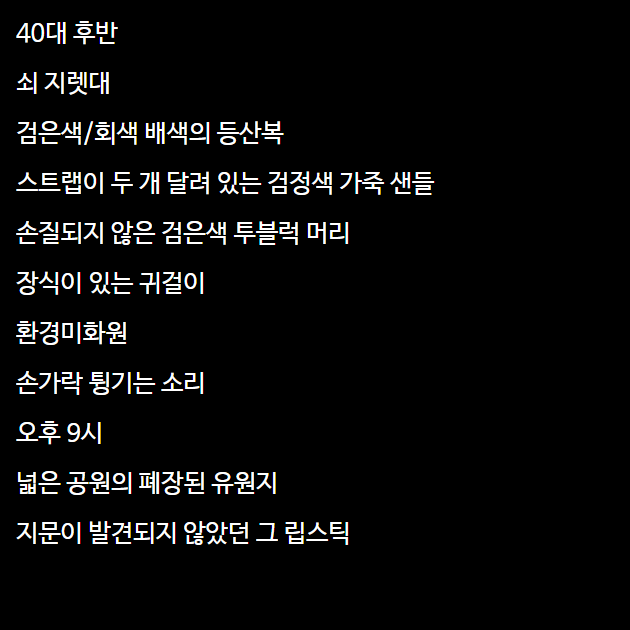 40대 후반
쇠 지렛대
검은색/회색 배색의 등산복
스트랩이 두 개 달려 있는 검정색 가죽 샌들
손질되지 않은 검은색 투블럭 머리
장식이 있는 귀걸이
환경미화원
손가락 튕기는 소리
오후 9시
넓은 공원의 폐장된 유원지
지문이 발견되지 않았던 그 립스틱